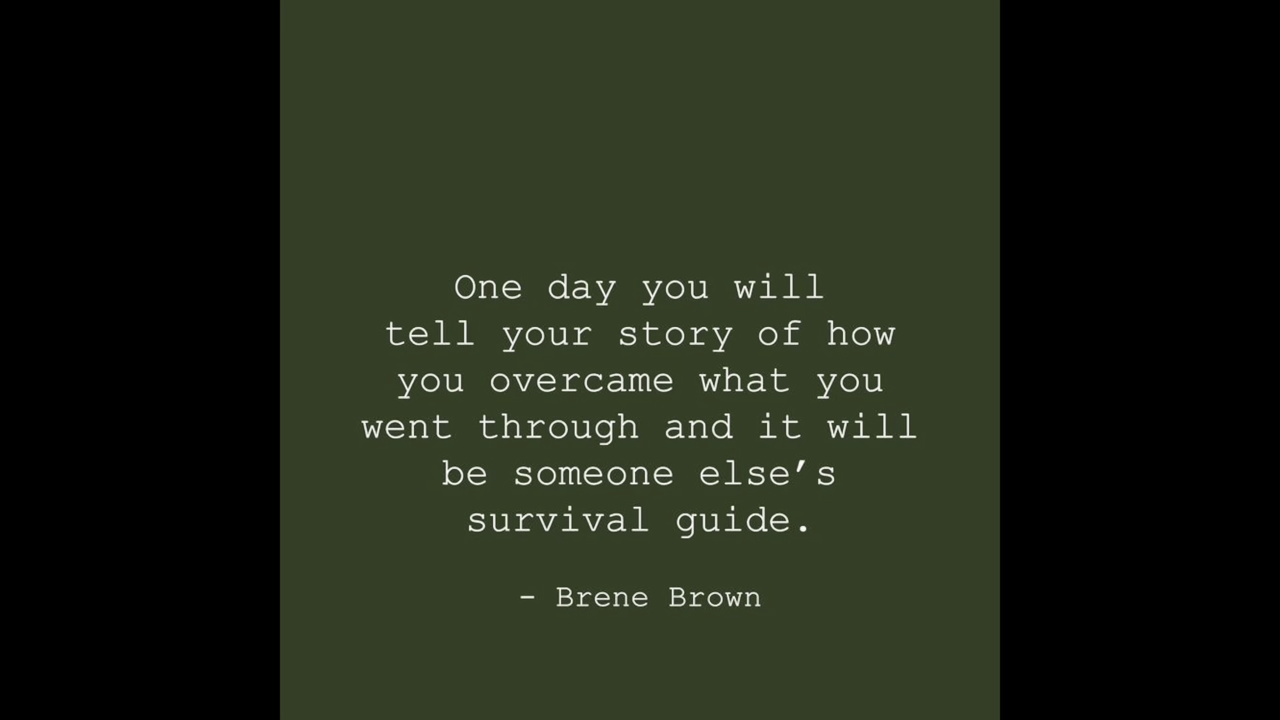 One day you will
tell your story of how
you overcame what you
went through and it will
be someone else’s
survival guide.
- Brene Brown